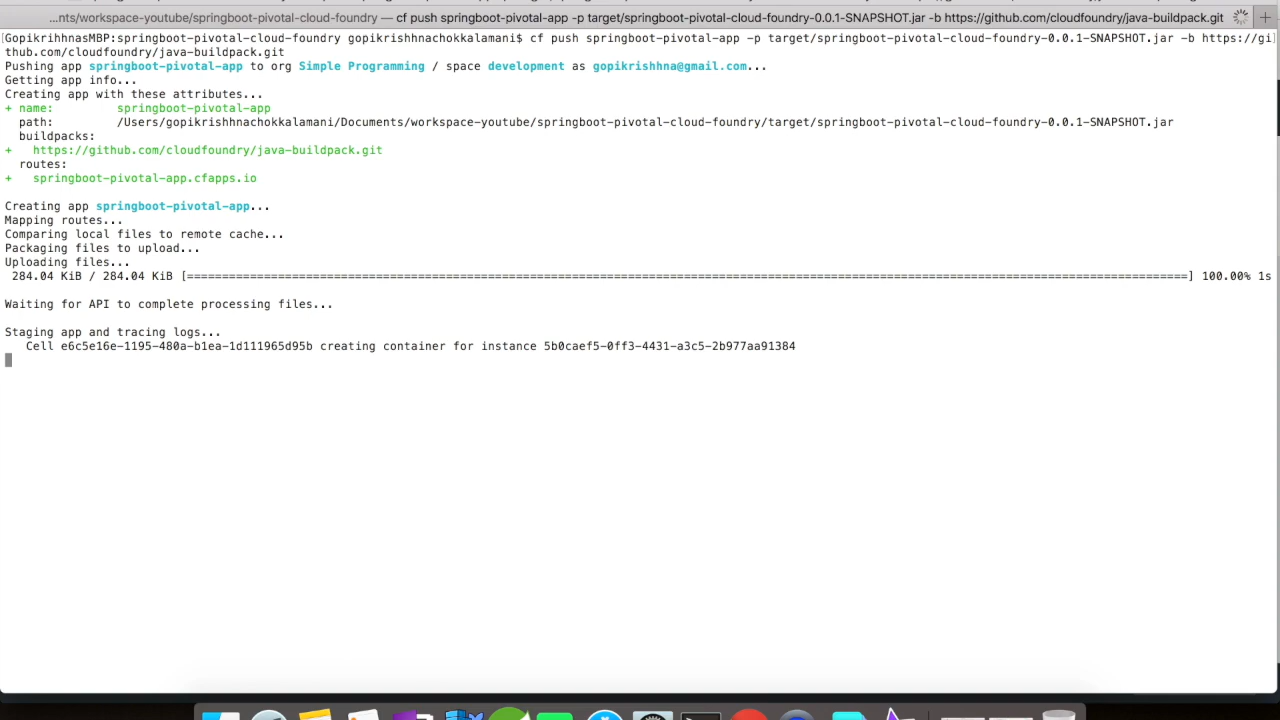 ...nts/workspace-youtube/springboot-pivotal-cloud-foundry — cf push springboot-pivotal-app -p target/springboot-pivotal-cloud-foundry-0.0.1-SNAPSHOT.jar -b https://github.com/cloudfoundry/java-buildpack.git
[GopikrihhnasMBP:springboot-pivotal-cloud-foundry gopikrishhnachokkalamani$ cf push springboot-pivotal-app -p target/springboot-pivotal-cloud-foundry-0.0.1-SNAPSHOT.jar -b https://gi]
thub.com/cloudfoundry/java-buildpack.git
Pushing app springboot-pivotal-app to org Simple Programming / space development as gopikrishhna@gmail.com...
Getting app info...
Creating app with these attributes...
+ name: springboot-pivotal-app
path: /Users/gopikrishhnachokkalamani/Documents/workspace-youtube/springboot-pivotal-cloud-foundry/target/springboot-pivotal-cloud-foundry-0.0.1-SNAPSHOT.jar
buildpacks:
+ https://github.com/cloudfoundry/java-buildpack.git
routes:
+ springboot-pivotal-app.cfapps.io
Creating app springboot-pivotal-app...
Mapping routes...
Comparing local files to remote cache...
Packaging files to upload...
Uploading files...
284.04 KiB / 284.04 KiB [==============================================================================================================================================] 100.00% 1s
Waiting for API to complete processing files...
Staging app and tracing logs...
Cell e6c5e16e-1195-480a-b1ea-1d111965d95b creating container for instance 5b0caef5-0ff3-4431-a3c5-2b977aa91384